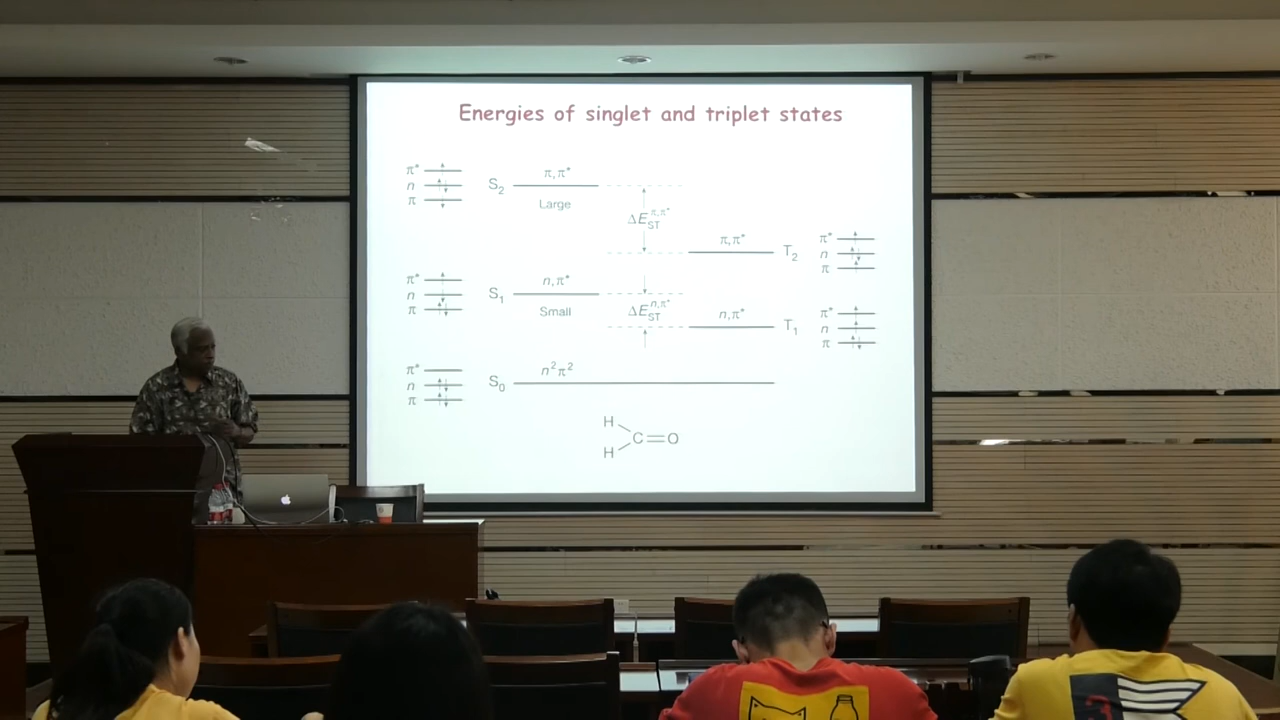 Energies of singlet and triplet states
π*
n
π
S₂
π,π*
Large
ΔE_ST^π,π*
π,π*
T₂
π*
n
π
π*
n
π
S₁
n,π*
Small
ΔE_ST^n,π*
n,π*
T₁
π*
n
π
π*
n
π
S₀
n²π²
H
H
C=O